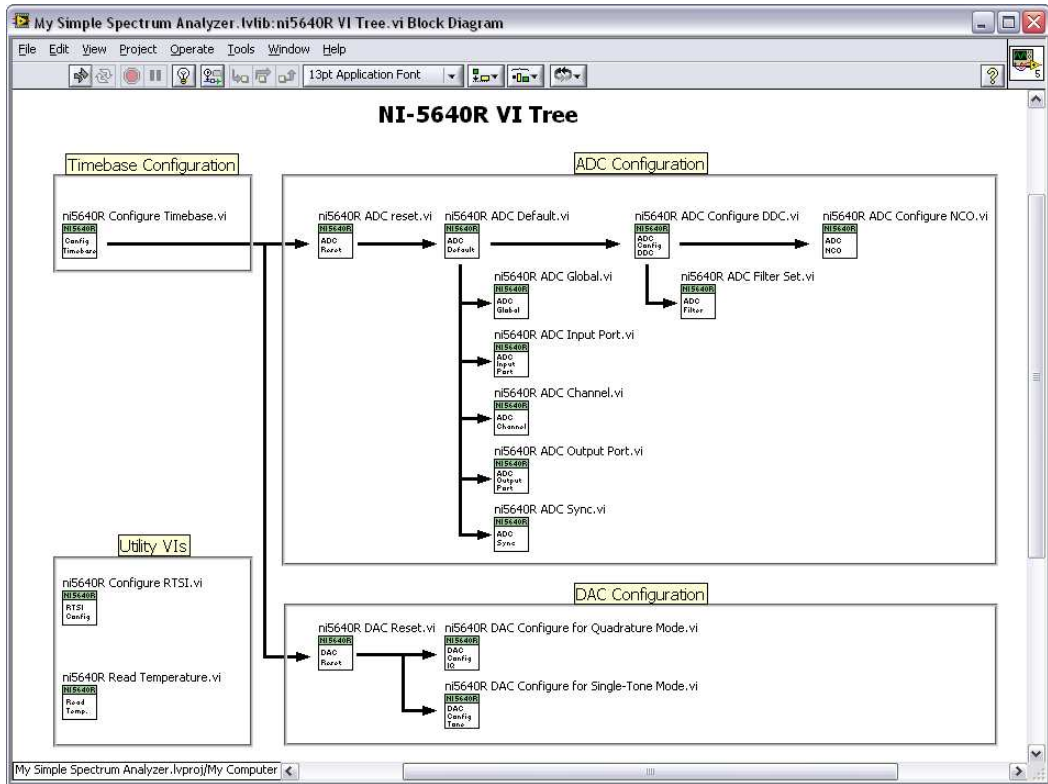 My Simple Spectrum Analyzer.lvlib:ni5640R VI Tree.vi Block Diagram
File Edit View Project Operate Tools Window Help
13pt Application Font
5
NI-5640R VI Tree
Timebase Configuration
ni5640R Configure Timebase.vi
NI5640R
Config
Timebase
ADC Configuration
ni5640R ADC reset.vi
NI5640R
ADC
Reset
ni5640R ADC Default.vi
NI5640R
ADC
Default
ni5640R ADC Configure DDC.vi
NI5640R
ADC
Config
DDC
ni5640R ADC Configure NCO.vi
NI5640R
ADC
NCO
ni5640R ADC Global.vi
NI5640R
ADC
Global
ni5640R ADC Filter Set.vi
NI5640R
ADC
Filter
ni5640R ADC Input Port.vi
NI5640R
ADC
Input
Port
ni5640R ADC Channel.vi
NI5640R
ADC
Channel
ni5640R ADC Output Port.vi
NI5640R
ADC
Output
Port
ni5640R ADC Sync.vi
NI5640R
ADC
Sync
Utility VIs
ni5640R Configure RTSI.vi
NI5640R
RTSI
Config
ni5640R Read Temperature.vi
NI5640R
Read
Temp.
DAC Configuration
ni5640R DAC Reset.vi
NI5640R
DAC
Reset
ni5640R DAC Configure for Quadrature Mode.vi
NI5640R
DAC
Config
IQ
ni5640R DAC Configure for Single-Tone Mode.vi
NI5640R
DAC
Config
Tone
My Simple Spectrum Analyzer.lvproj/My Computer